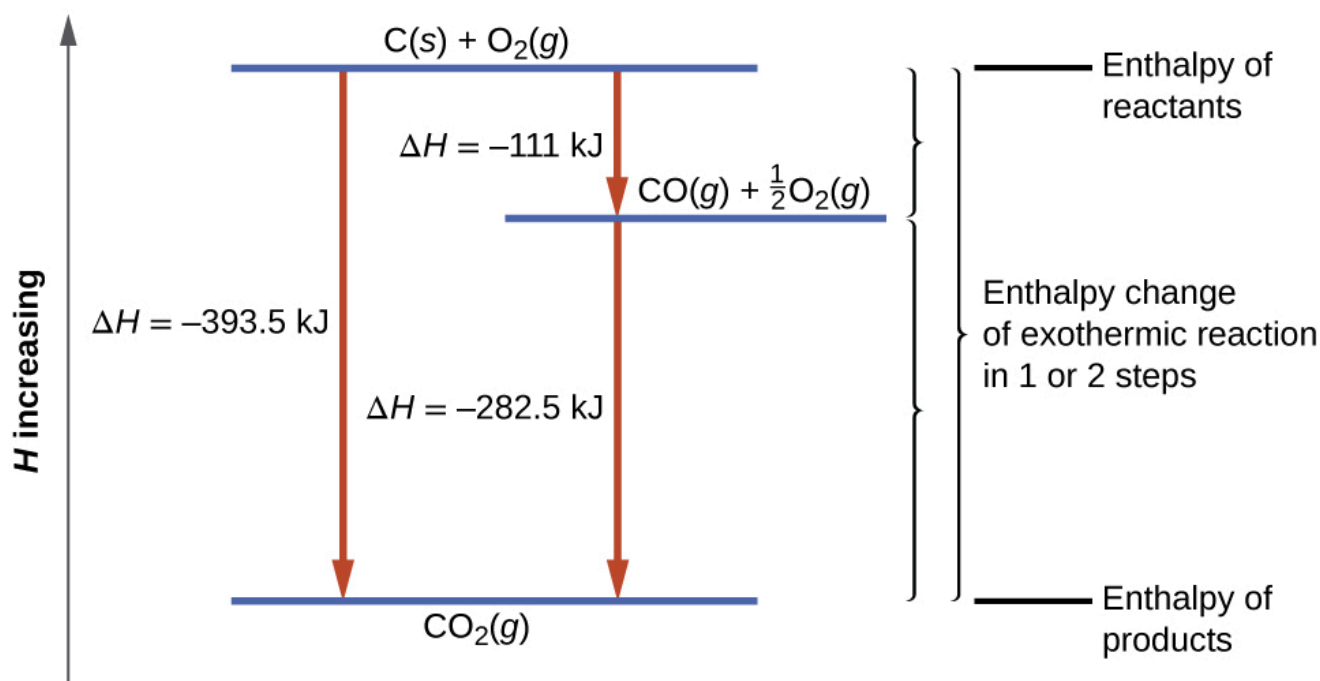 C(s) + O₂(g)
Enthalpy of
reactants
ΔH = –111 kJ
CO(g) + ½O₂(g)
H increasing
ΔH = –393.5 kJ
Enthalpy change
of exothermic reaction
in 1 or 2 steps
ΔH = –282.5 kJ
CO₂(g)
Enthalpy of
products